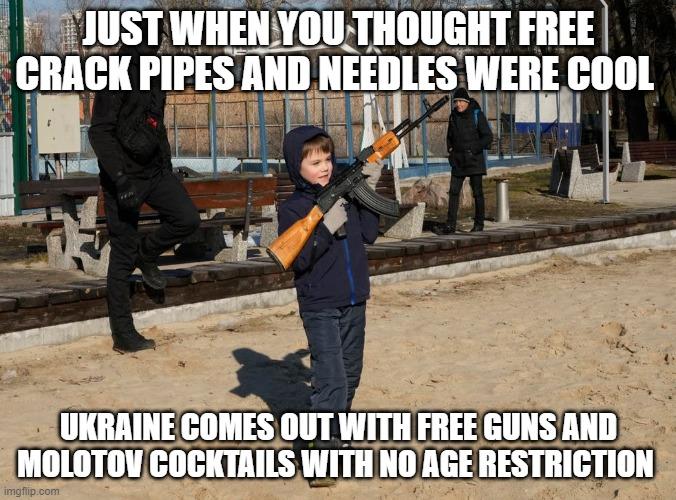 JUST WHEN YOU THOUGHT FREE
CRACK PIPES AND NEEDLES WERE COOL
UKRAINE COMES OUT WITH FREE GUNS AND
MOLOTOV COCKTAILS WITH NO AGE RESTRICTION
imgflip.com